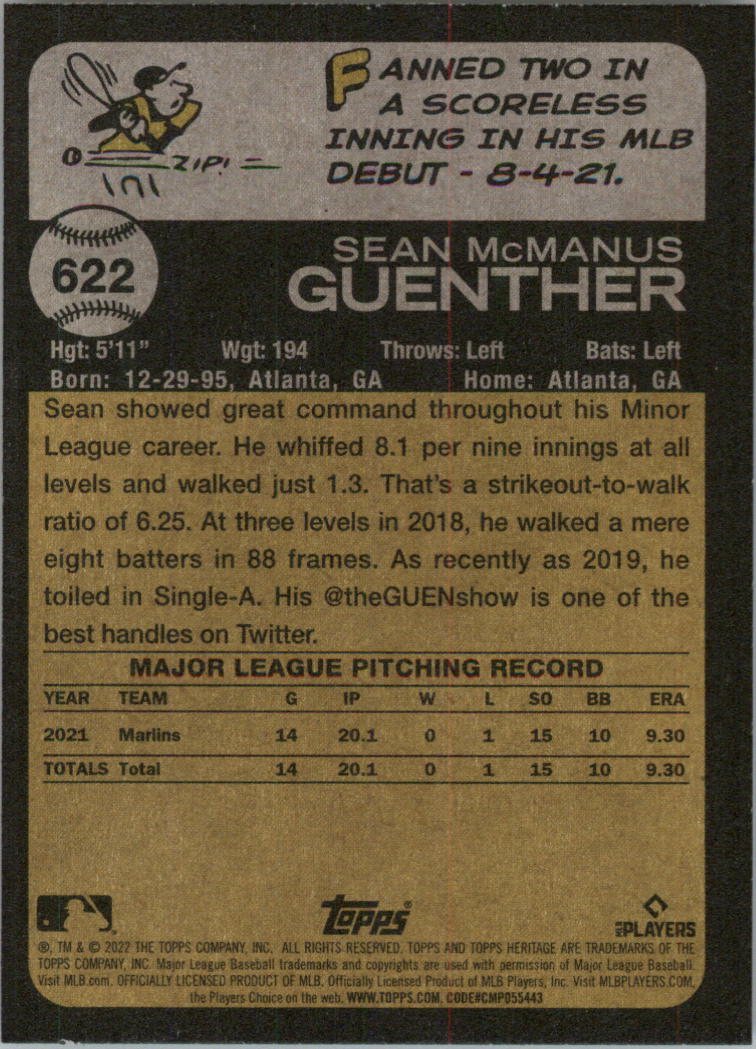 FANNED TWO IN
A SCORELESS
INNING IN HIS MLB
DEBUT - 8-4-21.
ZIP!
622
SEAN McMANUS
GUENTHER
Hgt: 5'11" Wgt: 194 Throws: Left Bats: Left
Born: 12-29-95, Atlanta, GA Home: Atlanta, GA
Sean showed great command throughout his Minor
League career. He whiffed 8.1 per nine innings at all
levels and walked just 1.3. That's a strikeout-to-walk
ratio of 6.25. At three levels in 2018, he walked a mere
eight batters in 88 frames. As recently as 2019, he
toiled in Single-A. His @theGUENshow is one of the
best handles on Twitter.
MAJOR LEAGUE PITCHING RECORD
YEAR TEAM G IP W L SO BB ERA
2021 Marlins 14 20.1 0 1 15 10 9.30
TOTALS Total 14 20.1 0 1 15 10 9.30
Topps®
MLB PLAYERS
®, TM & © 2022 THE TOPPS COMPANY, INC. ALL RIGHTS RESERVED. TOPPS AND TOPPS HERITAGE ARE TRADEMARKS OF THE
TOPPS COMPANY, INC. Major League Baseball trademarks and copyrights are used with permission of Major League Baseball.
Visit MLB.com. OFFICIALLY LICENSED PRODUCT OF MLB. Officially Licensed Product of MLB Players, Inc. Visit MLBPLAYERS.COM,
the Players Choice on the web. WWW.TOPPS.COM. CODE#CMP055443